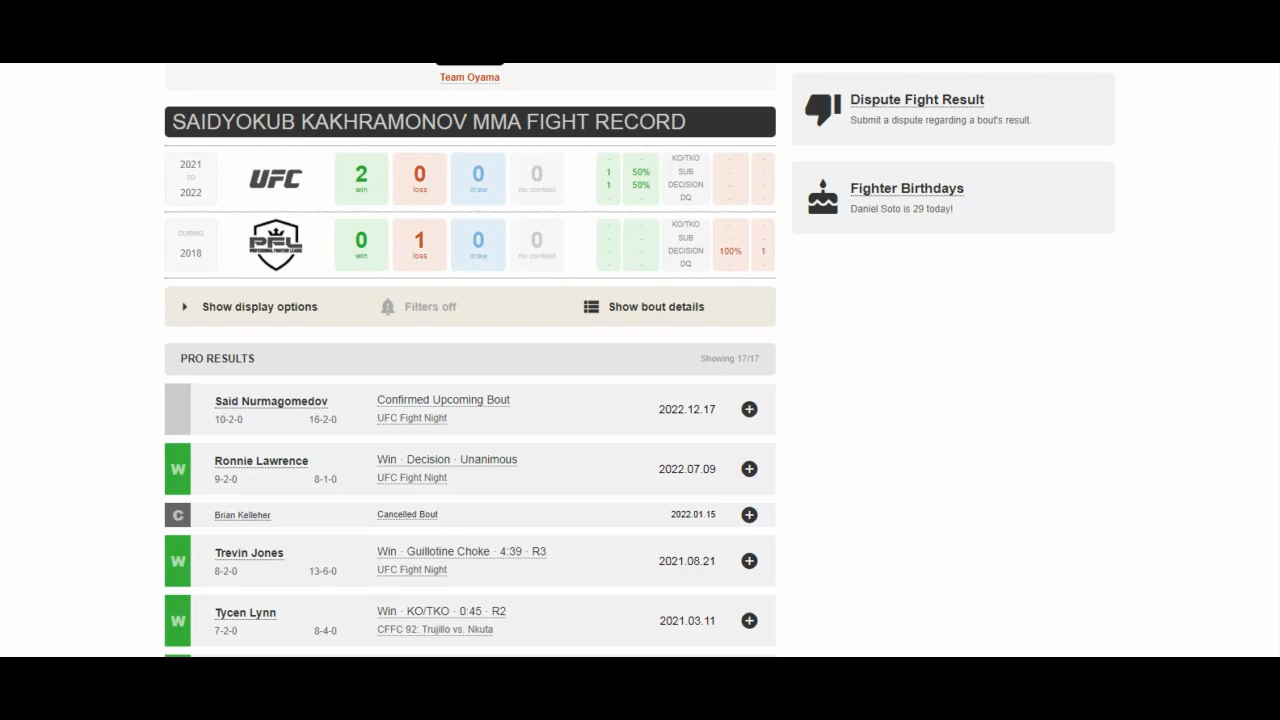 Team Oyama
SAIDYOKUB KAKHRAMONOV MMA FIGHT RECORD
2021
TO
2022
UFC
2
win
0
loss
0
draw
0
no contest
-
1
1
-
-
50%
50%
-
KO/TKO
SUB
DECISION
DQ
-
-
-
-
-
-
-
-
DURING
2018
PFL
PROFESSIONAL FIGHTERS LEAGUE
0
win
1
loss
0
draw
0
no contest
-
-
-
-
-
-
-
-
KO/TKO
SUB
DECISION
DQ
-
-
100%
-
-
-
1
-
Show display options
Filters off
Show bout details
PRO RESULTS
Showing 17/17
Said Nurmagomedov
10-2-0 16-2-0
Confirmed Upcoming Bout
UFC Fight Night
2022.12.17
W
Ronnie Lawrence
9-2-0 8-1-0
Win · Decision · Unanimous
UFC Fight Night
2022.07.09
C
Brian Kelleher
Cancelled Bout
2022.01.15
W
Trevin Jones
8-2-0 13-6-0
Win · Guillotine Choke · 4:39 · R3
UFC Fight Night
2021.08.21
W
Tycen Lynn
7-2-0 8-4-0
Win · KO/TKO · 0:45 · R2
CFFC 92: Trujillo vs. Nkuta
2021.03.11
Dispute Fight Result
Submit a dispute regarding a bout's result.
Fighter Birthdays
Daniel Soto is 29 today!